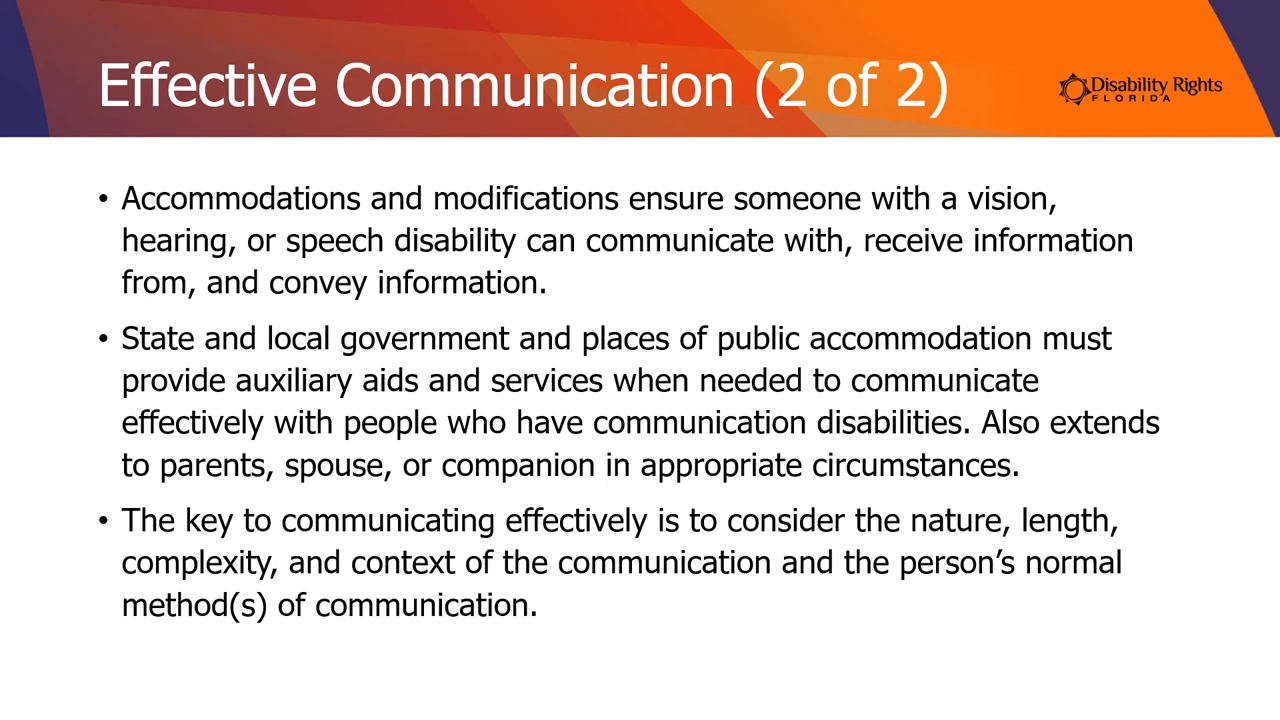 Effective Communication (2 of 2)
Disability Rights
FLORIDA
• Accommodations and modifications ensure someone with a vision,
hearing, or speech disability can communicate with, receive information
from, and convey information.
• State and local government and places of public accommodation must
provide auxiliary aids and services when needed to communicate
effectively with people who have communication disabilities. Also extends
to parents, spouse, or companion in appropriate circumstances.
• The key to communicating effectively is to consider the nature, length,
complexity, and context of the communication and the person’s normal
method(s) of communication.